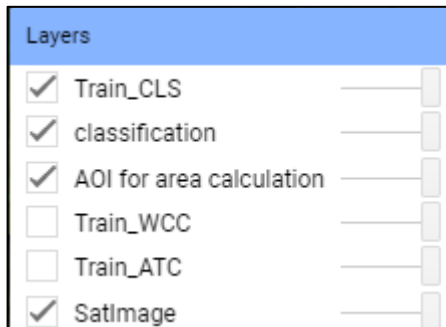 Layers
Train_CLS
classification
AOI for area calculation
Train_WCC
Train_ATC
SatImage